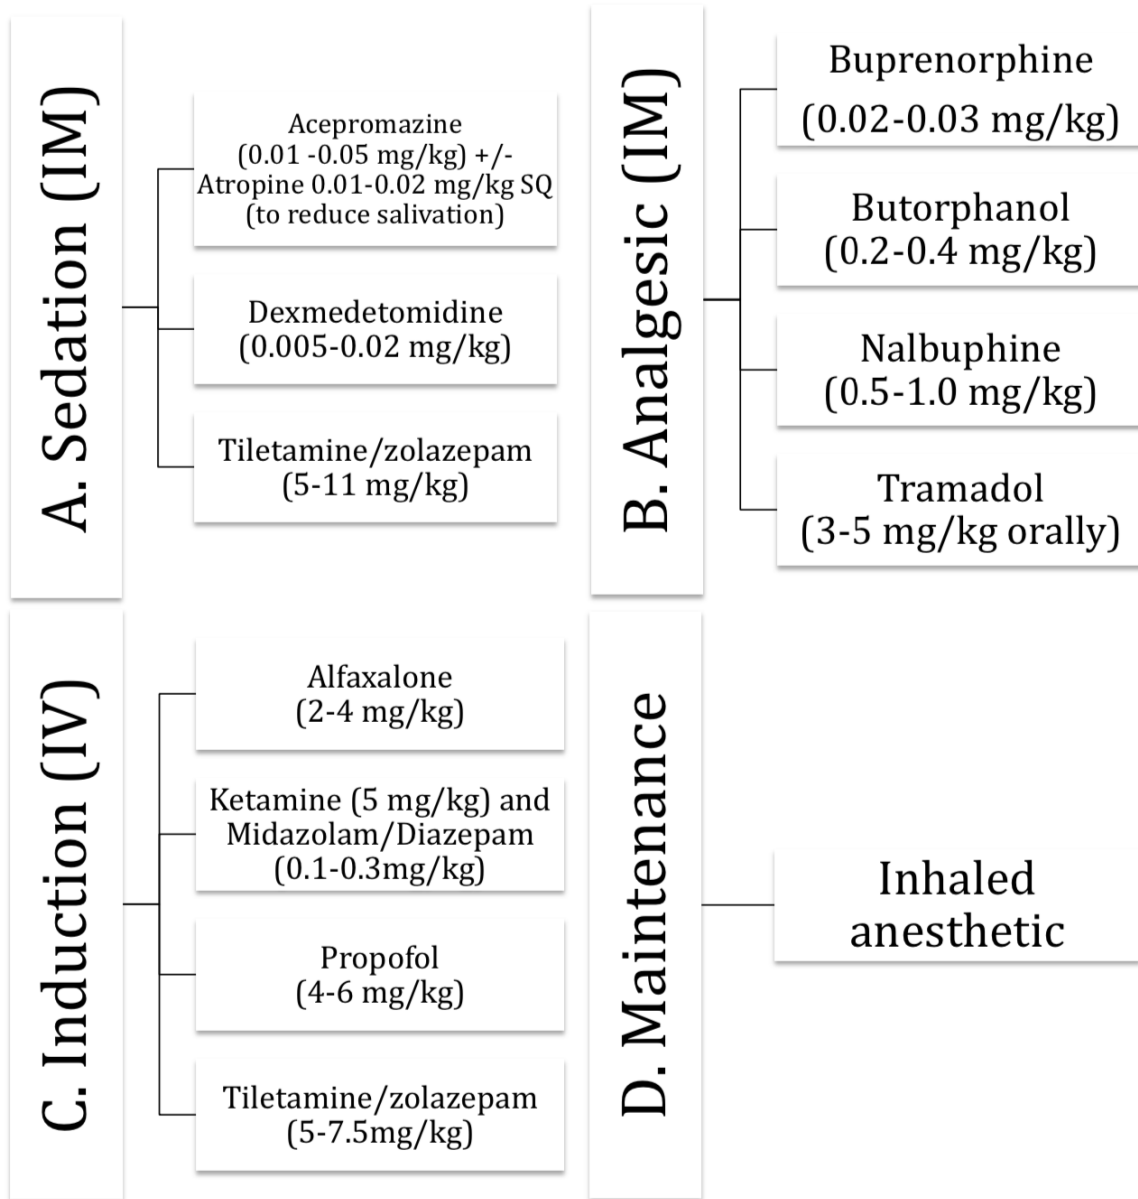 A. Sedation (IM)
Acepromazine
(0.01 -0.05 mg/kg) +/-
Atropine 0.01-0.02 mg/kg SQ
(to reduce salivation)
Dexmedetomidine
(0.005-0.02 mg/kg)
Tiletamine/zolazepam
(5-11 mg/kg)
B. Analgesic (IM)
Buprenorphine
(0.02-0.03 mg/kg)
Butorphanol
(0.2-0.4 mg/kg)
Nalbuphine
(0.5-1.0 mg/kg)
Tramadol
(3-5 mg/kg orally)
C. Induction (IV)
Alfaxalone
(2-4 mg/kg)
Ketamine (5 mg/kg) and
Midazolam/Diazepam
(0.1-0.3mg/kg)
Propofol
(4-6 mg/kg)
Tiletamine/zolazepam
(5-7.5mg/kg)
D. Maintenance
Inhaled
anesthetic